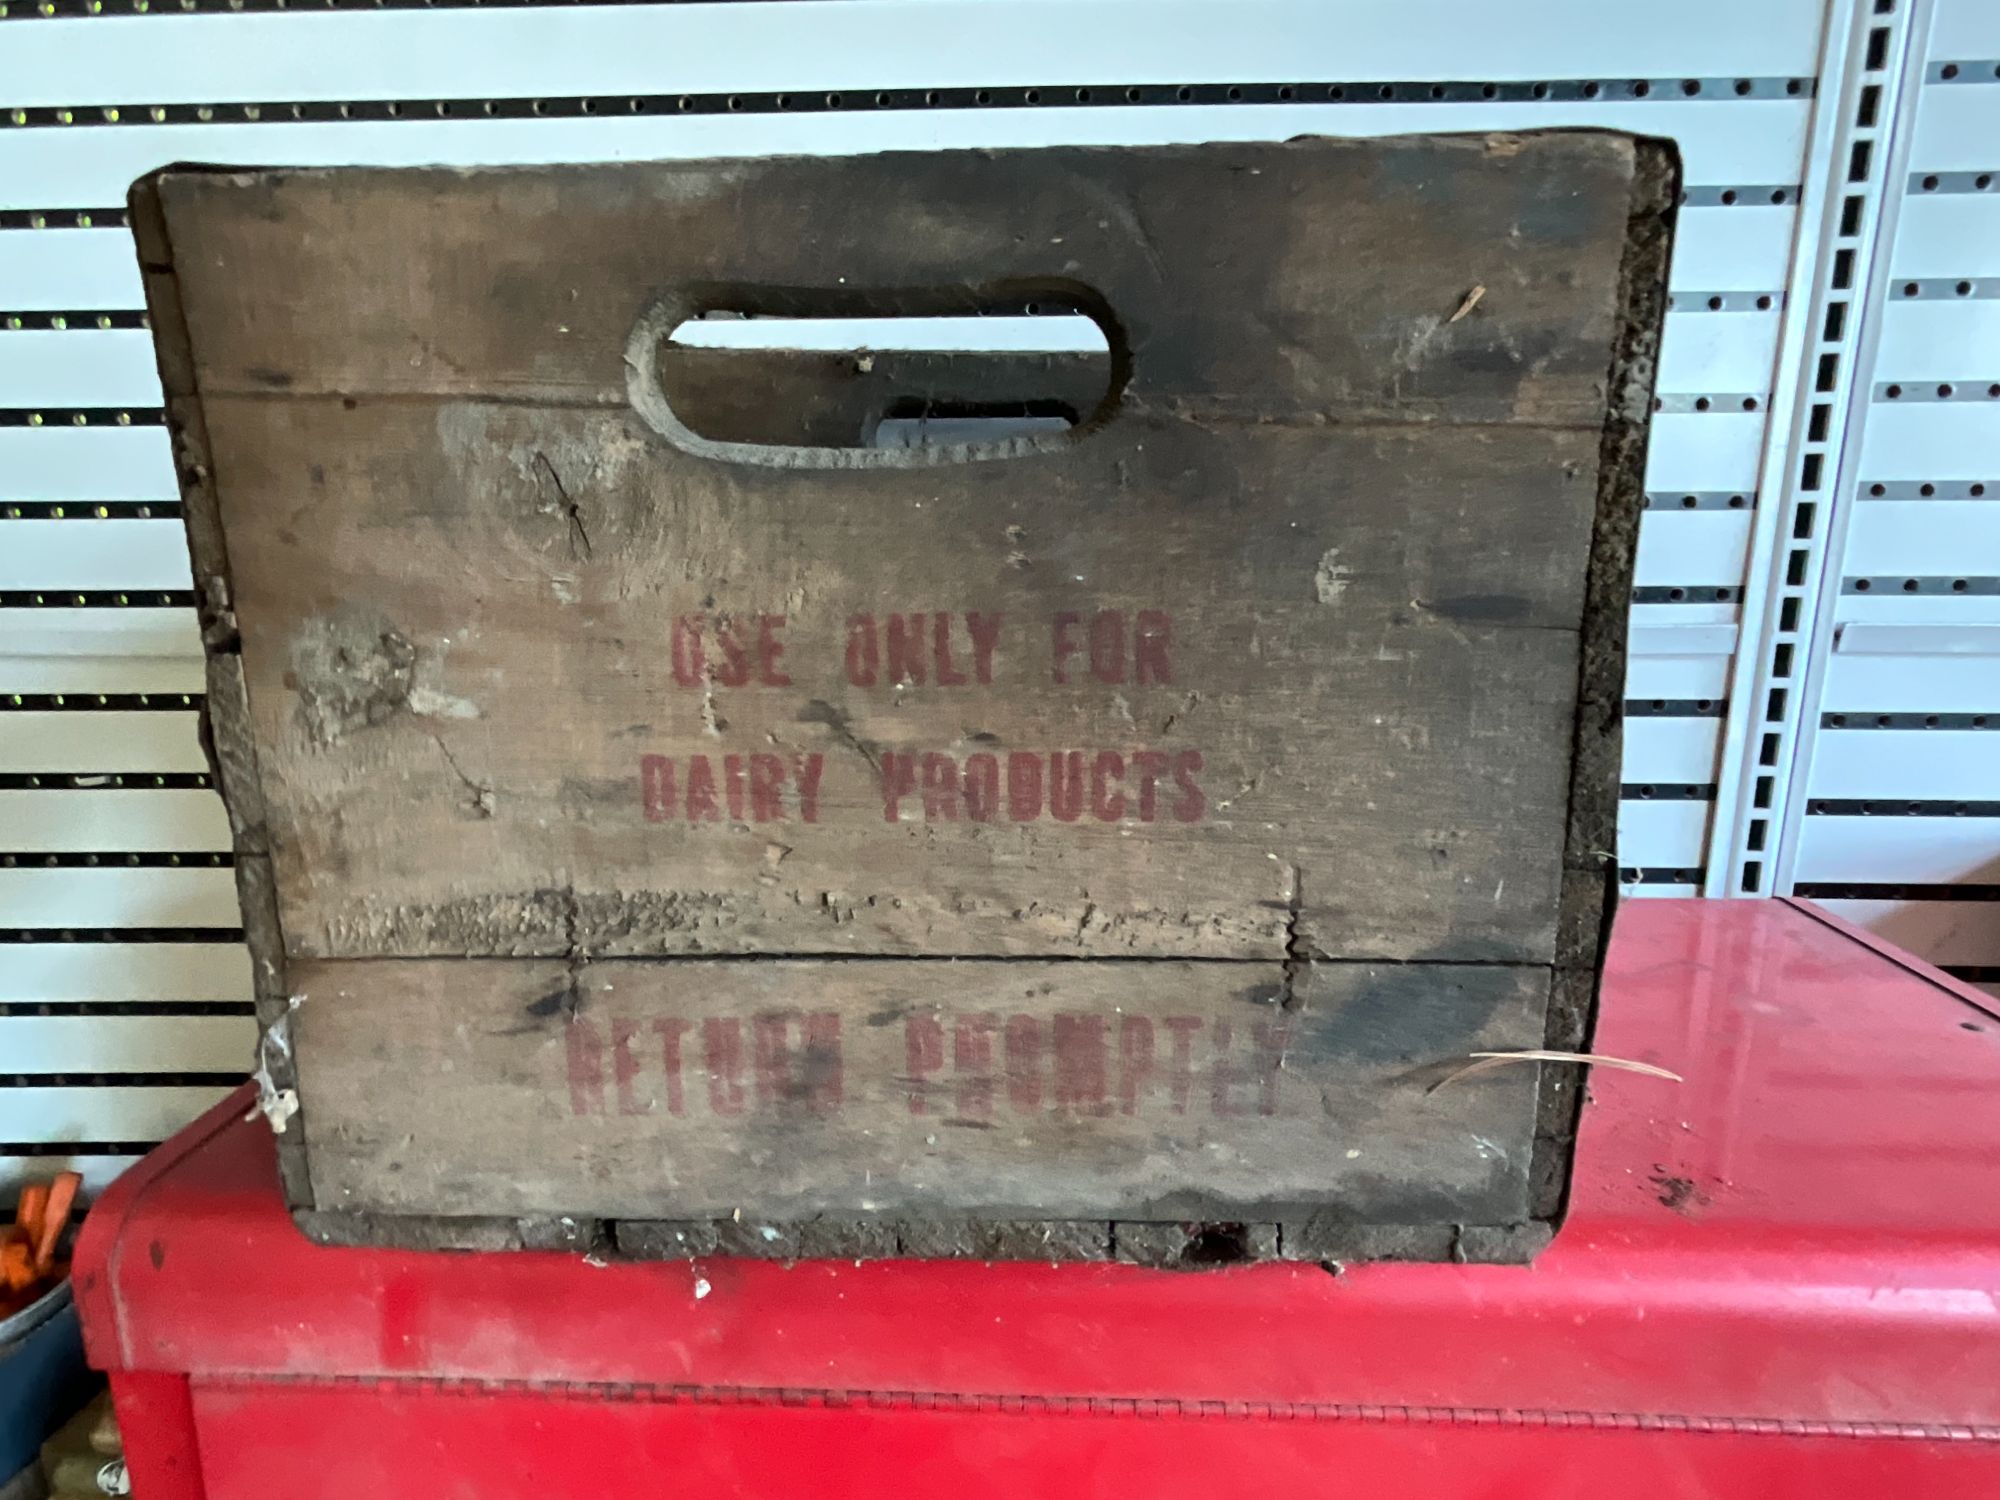 USE ONLY FOR
DAIRY PRODUCTS
RETURN PROMPTLY